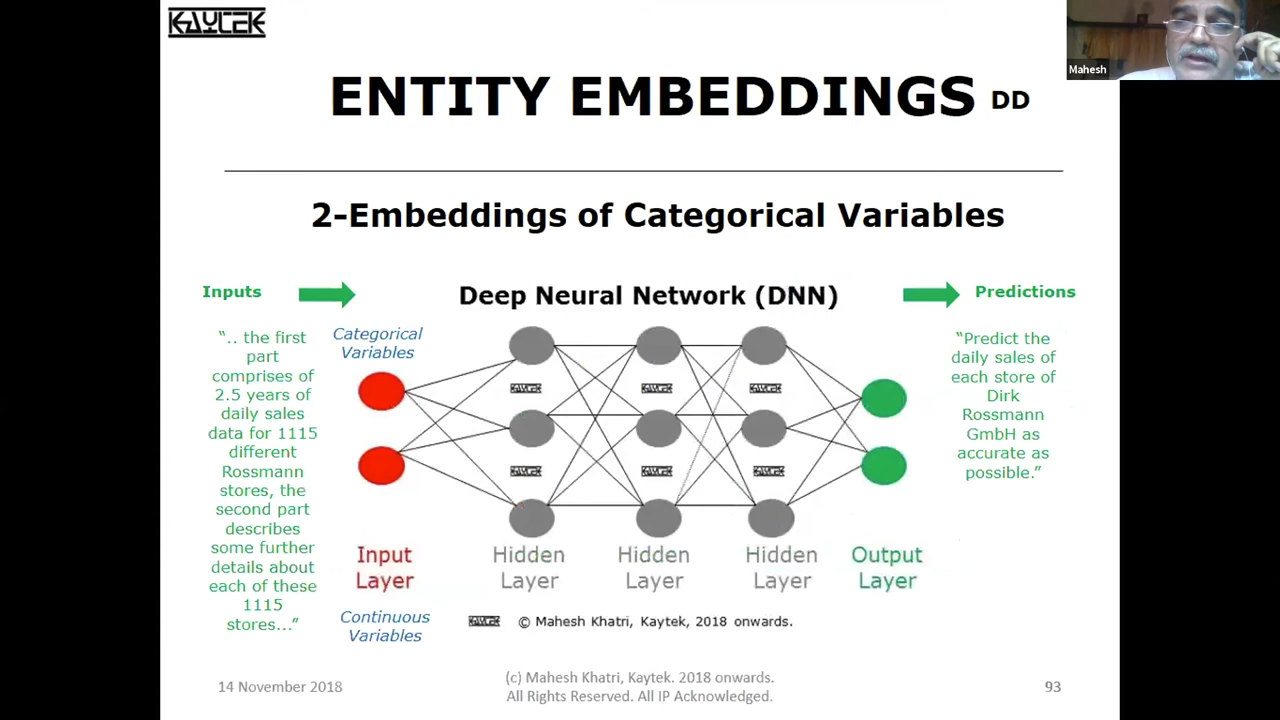 KAYTEK
Mahesh
ENTITY EMBEDDINGS DD
2-Embeddings of Categorical Variables
Inputs
Deep Neural Network (DNN)
Predictions
“.. the first
part
comprises of
2.5 years of
daily sales
data for 1115
different
Rossmann
stores, the
second part
describes
some further
details about
each of these
1115
stores...”
Categorical
Variables
KAYTEK
KAYTEK
KAYTEK
KAYTEK
KAYTEK
KAYTEK
Input
Layer
Hidden
Layer
Hidden
Layer
Hidden
Layer
Output
Layer
Continuous
Variables
“Predict the
daily sales of
each store of
Dirk
Rossmann
GmbH as
accurate as
possible.”
KAYTEK © Mahesh Khatri, Kaytek, 2018 onwards.
14 November 2018
(c) Mahesh Khatri, Kaytek. 2018 onwards.
All Rights Reserved. All IP Acknowledged.
93